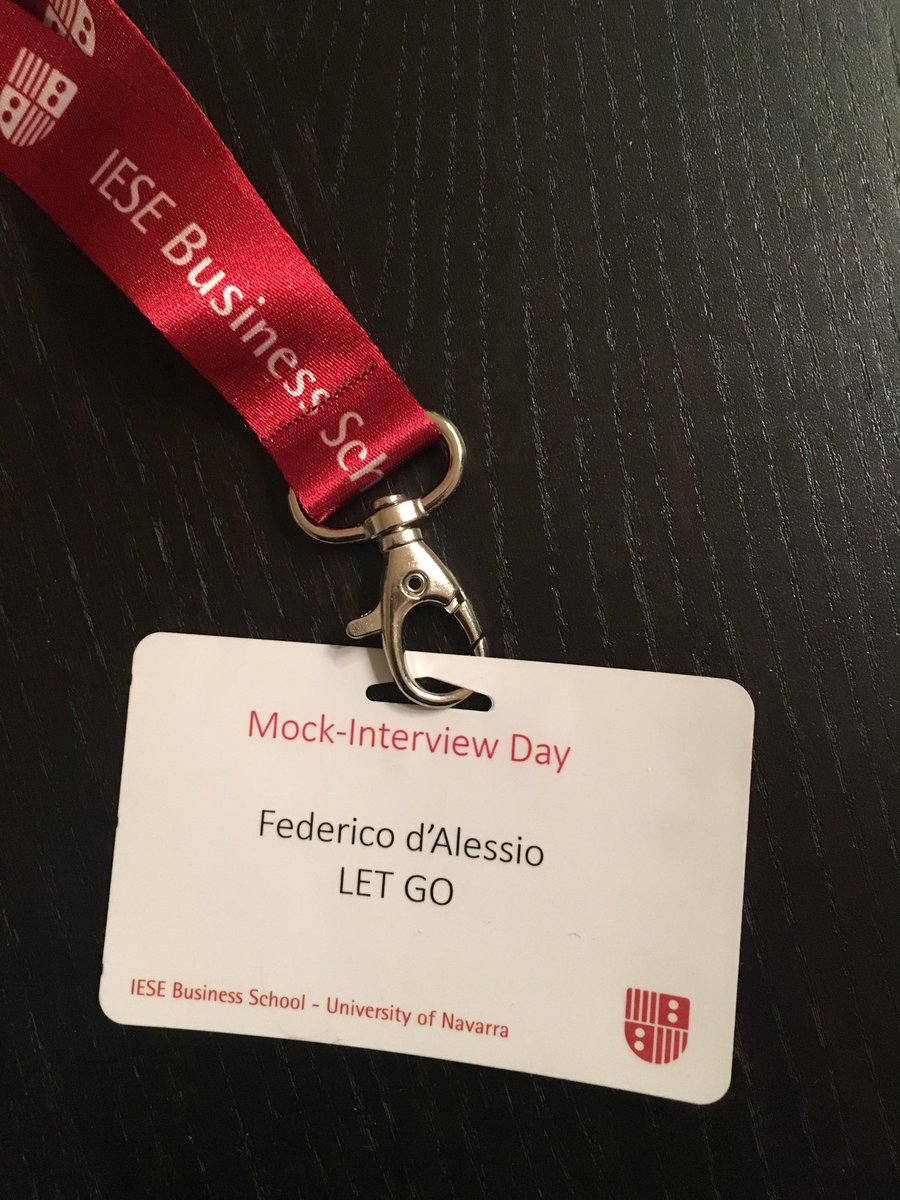 IESE Business Sch
Mock-Interview Day
Federico d’Alessio
LET GO
IESE Business School - University of Navarra